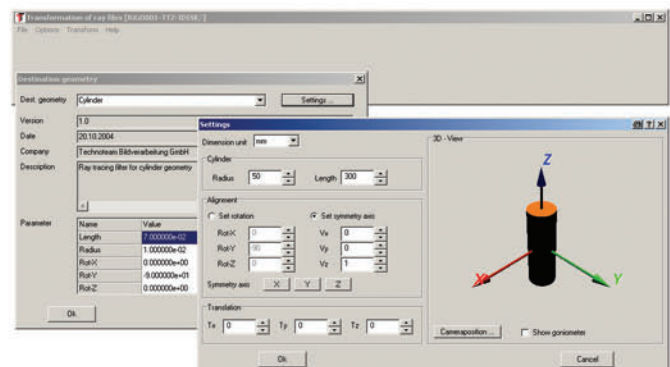 Transformation of ray files [RIGO801-TTZ-D5SSL/]
File Options Transform Help
Destination geometry
Dest. geometry Cylinder Settings ...
Version 1.0
Date 20.10.2004
Company Technoteam Bildverarbeitung GmbH
Description Ray tracing filter for cylinder geometry
Parameter Name Value
Length 7.000000e-02
Radius 1.000000e-02
Rot-X 0.000000e+00
Rot-Y -9.000000e+01
Rot-Z 0.000000e+00
Ok
Settings
Dimension unit mm
Cylinder
Radius 50 Length 300
Alignment
Set rotation Set symmetry axis
Rot-X 0 Vx 0
Rot-Y -90 Vy 0
Rot-Z 0 Vz 1
Symmetry axis X Y Z
Translation
Tx 0 Ty 0 Tz 0
Ok Cancel
3D - View
Z
X Y
Cameraposition ... Show goniometer